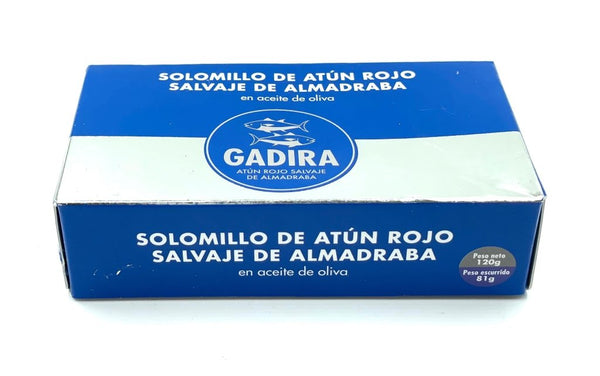 SOLOMILLO DE ATÚN ROJO
SALVAJE DE ALMADRABA
en aceite de oliva
GADIRA
ATÚN ROJO SALVAJE
DE ALMADRABA
SOLOMILLO DE ATÚN ROJO
SALVAJE DE ALMADRABA
en aceite de oliva
Peso neto
120g
Peso escurrido
81g